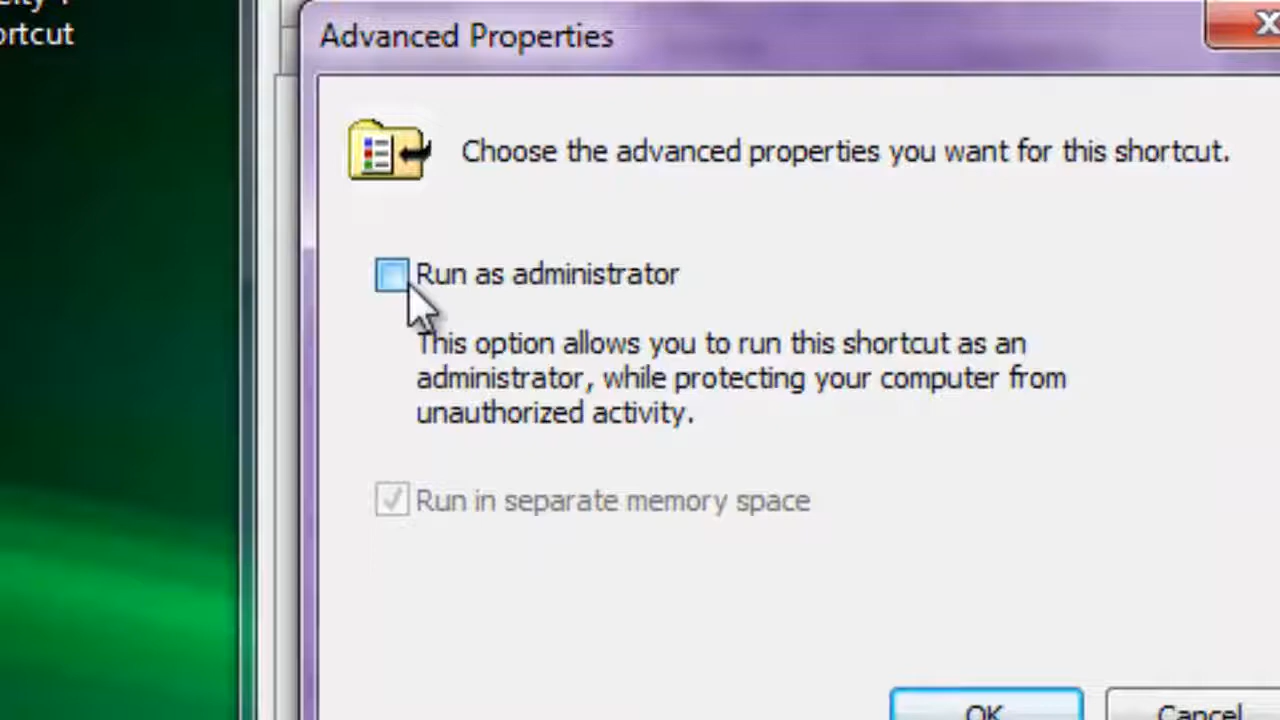 Advanced Properties
Choose the advanced properties you want for this shortcut.
Run as administrator
This option allows you to run this shortcut as an
administrator, while protecting your computer from
unauthorized activity.
Run in separate memory space
OK
Cancel